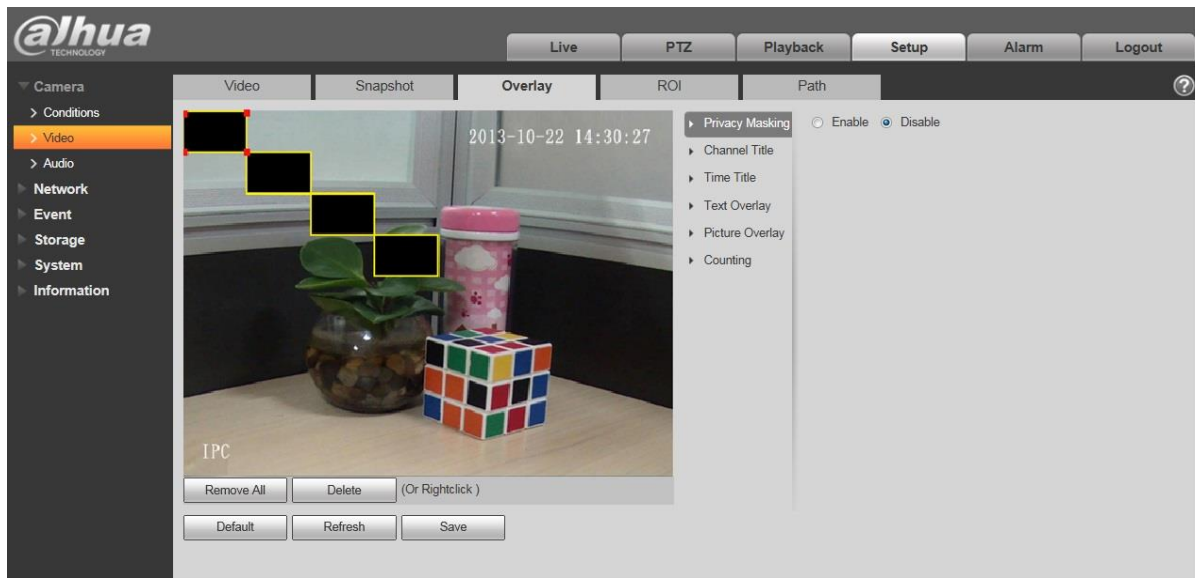 alhua
TECHNOLOGY
Live PTZ Playback Setup Alarm Logout
Camera
Conditions
Video
Audio
Network
Event
Storage
System
Information
Video Snapshot Overlay ROI Path ?
2013-10-22 14:30:27
IPC
Privacy Masking Enable Disable
Channel Title
Time Title
Text Overlay
Picture Overlay
Counting
Remove All Delete (Or Rightclick )
Default Refresh Save